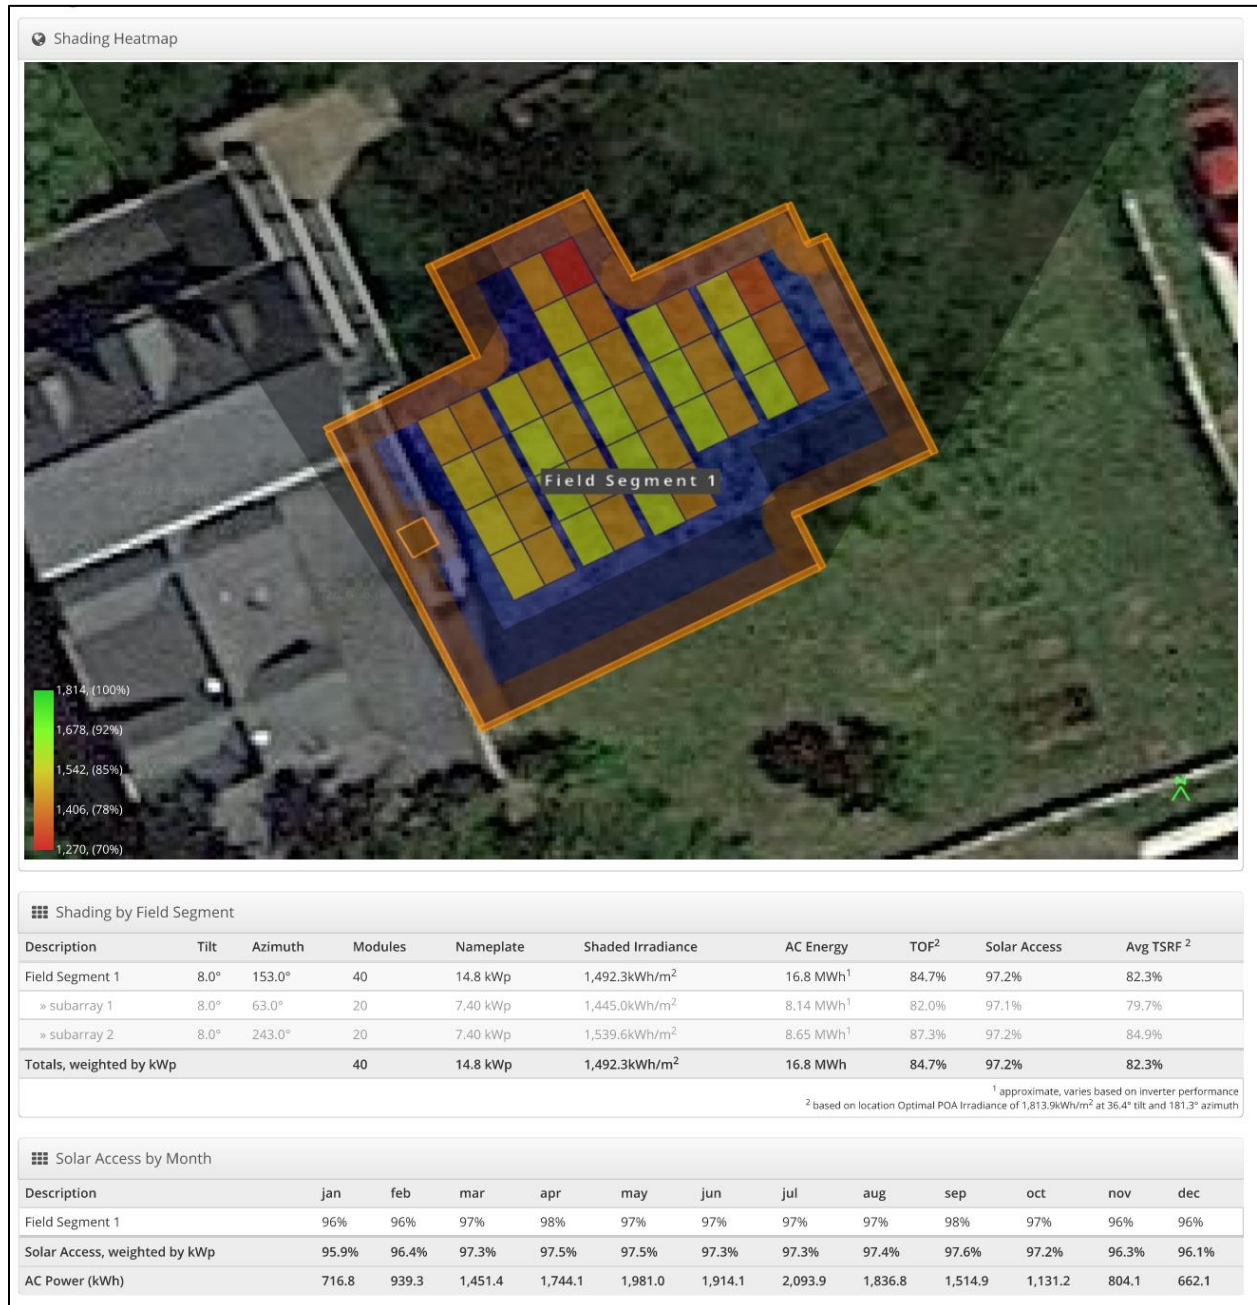 Shading Heatmap
Field Segment 1
1,814, (100%)
1,678, (92%)
1,542, (85%)
1,406, (78%)
1,270, (70%)
Shading by Field Segment
Description Tilt Azimuth Modules Nameplate Shaded Irradiance AC Energy TOF2 Solar Access Avg TSRF 2
Field Segment 1 8.0° 153.0° 40 14.8 kWp 1,492.3kWh/m2 16.8 MWh1 84.7% 97.2% 82.3%
» subarray 1 8.0° 63.0° 20 7.40 kWp 1,445.0kWh/m2 8.14 MWh1 82.0% 97.1% 79.7%
» subarray 2 8.0° 243.0° 20 7.40 kWp 1,539.6kWh/m2 8.65 MWh1 87.3% 97.2% 84.9%
Totals, weighted by kWp 40 14.8 kWp 1,492.3kWh/m2 16.8 MWh 84.7% 97.2% 82.3%
1 approximate, varies based on inverter performance
2 based on location Optimal POA Irradiance of 1,813.9kWh/m2 at 36.4° tilt and 181.3° azimuth
Solar Access by Month
Description jan feb mar apr may jun jul aug sep oct nov dec
Field Segment 1 96% 96% 97% 98% 97% 97% 97% 97% 98% 97% 96% 96%
Solar Access, weighted by kWp 95.9% 96.4% 97.3% 97.5% 97.5% 97.3% 97.3% 97.4% 97.6% 97.2% 96.3% 96.1%
AC Power (kWh) 716.8 939.3 1,451.4 1,744.1 1,981.0 1,914.1 2,093.9 1,836.8 1,514.9 1,131.2 804.1 662.1